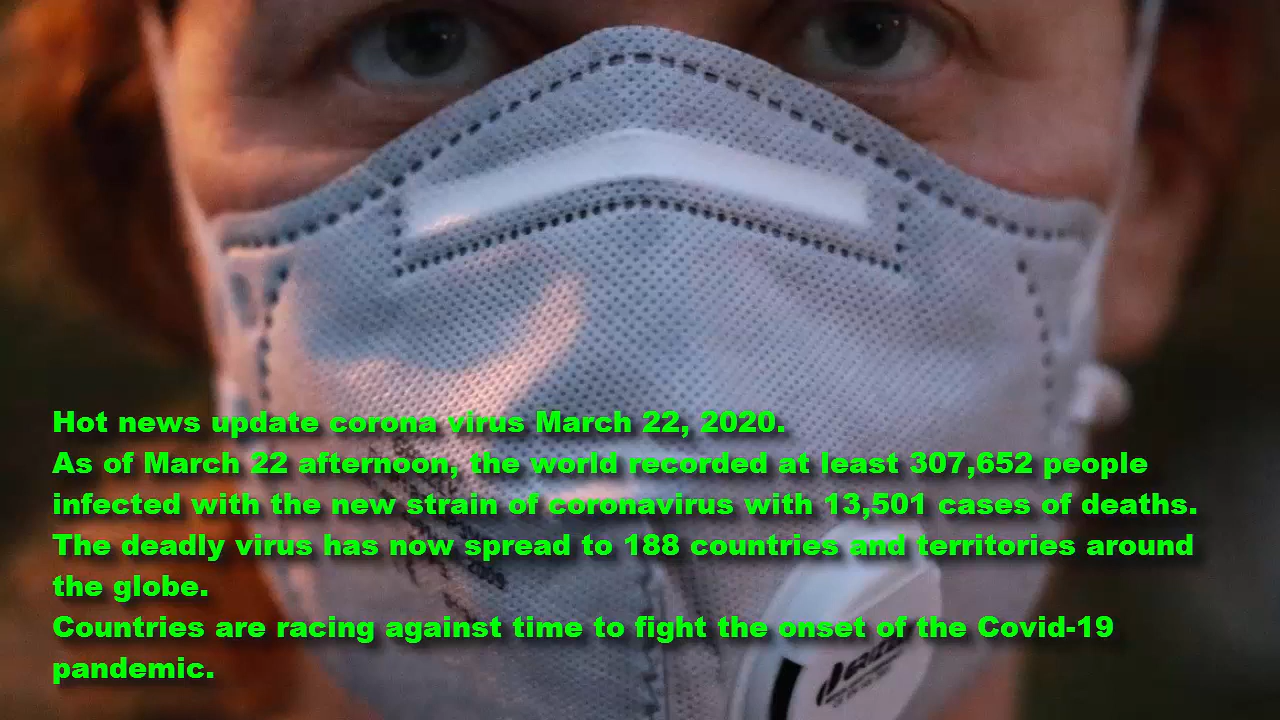 Hot news update corona virus March 22, 2020.
As of March 22 afternoon, the world recorded at least 307,652 people
infected with the new strain of coronavirus with 13,501 cases of deaths.
The deadly virus has now spread to 188 countries and territories around
the globe.
Countries are racing against time to fight the onset of the Covid-19
pandemic.